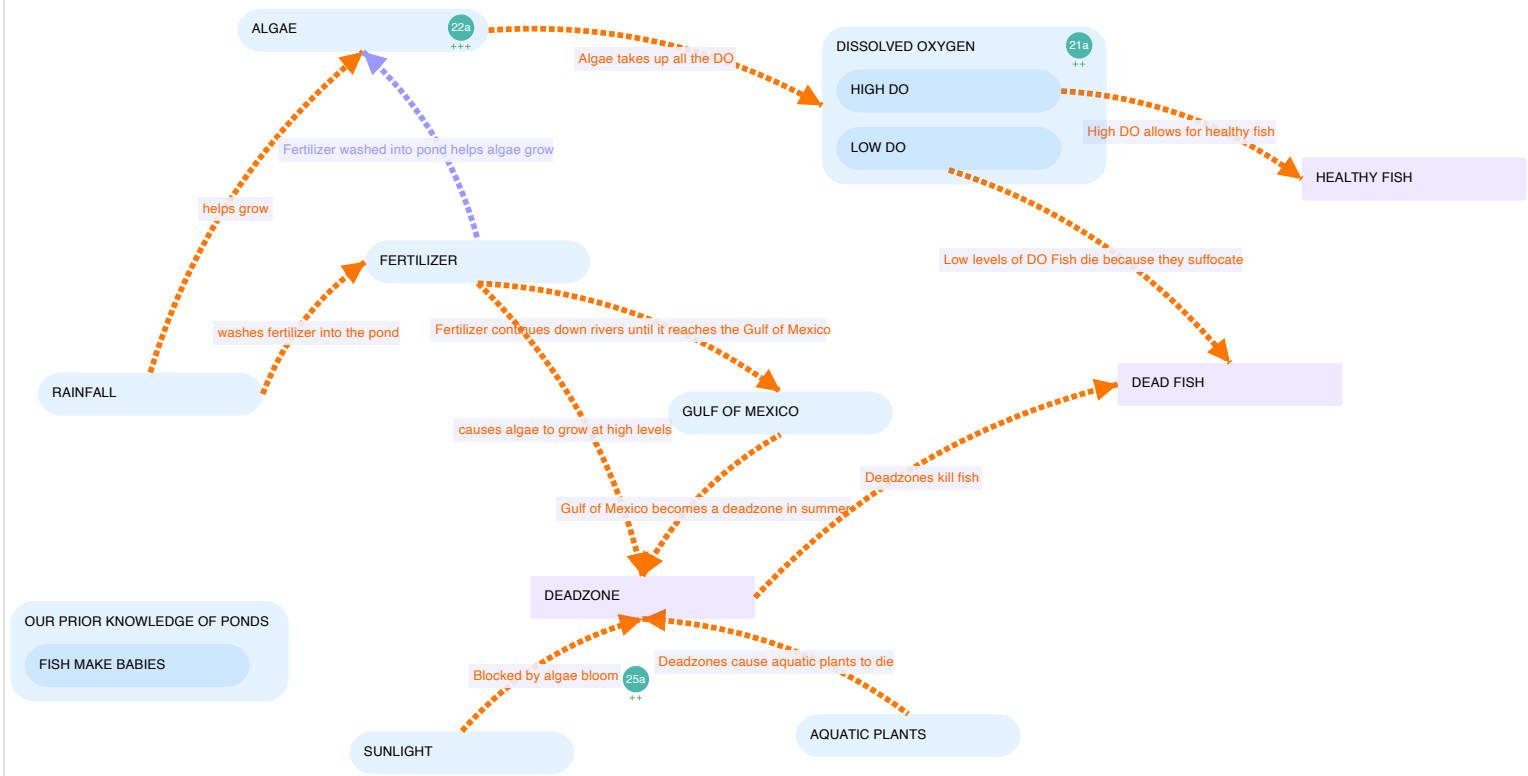 ALGAE
22a
+++
Algae takes up all the DO
DISSOLVED OXYGEN
21a
++
HIGH DO
LOW DO
High DO allows for healthy fish
HEALTHY FISH
Fertilizer washed into pond helps algae grow
helps grow
FERTILIZER
Low levels of DO Fish die because they suffocate
washes fertilizer into the pond
Fertilizer continues down rivers until it reaches the Gulf of Mexico
RAINFALL
DEAD FISH
GULF OF MEXICO
causes algae to grow at high levels
Deadzones kill fish
Gulf of Mexico becomes a deadzone in summer
DEADZONE
OUR PRIOR KNOWLEDGE OF PONDS
FISH MAKE BABIES
Blocked by algae bloom
25a
++
Deadzones cause aquatic plants to die
SUNLIGHT
AQUATIC PLANTS